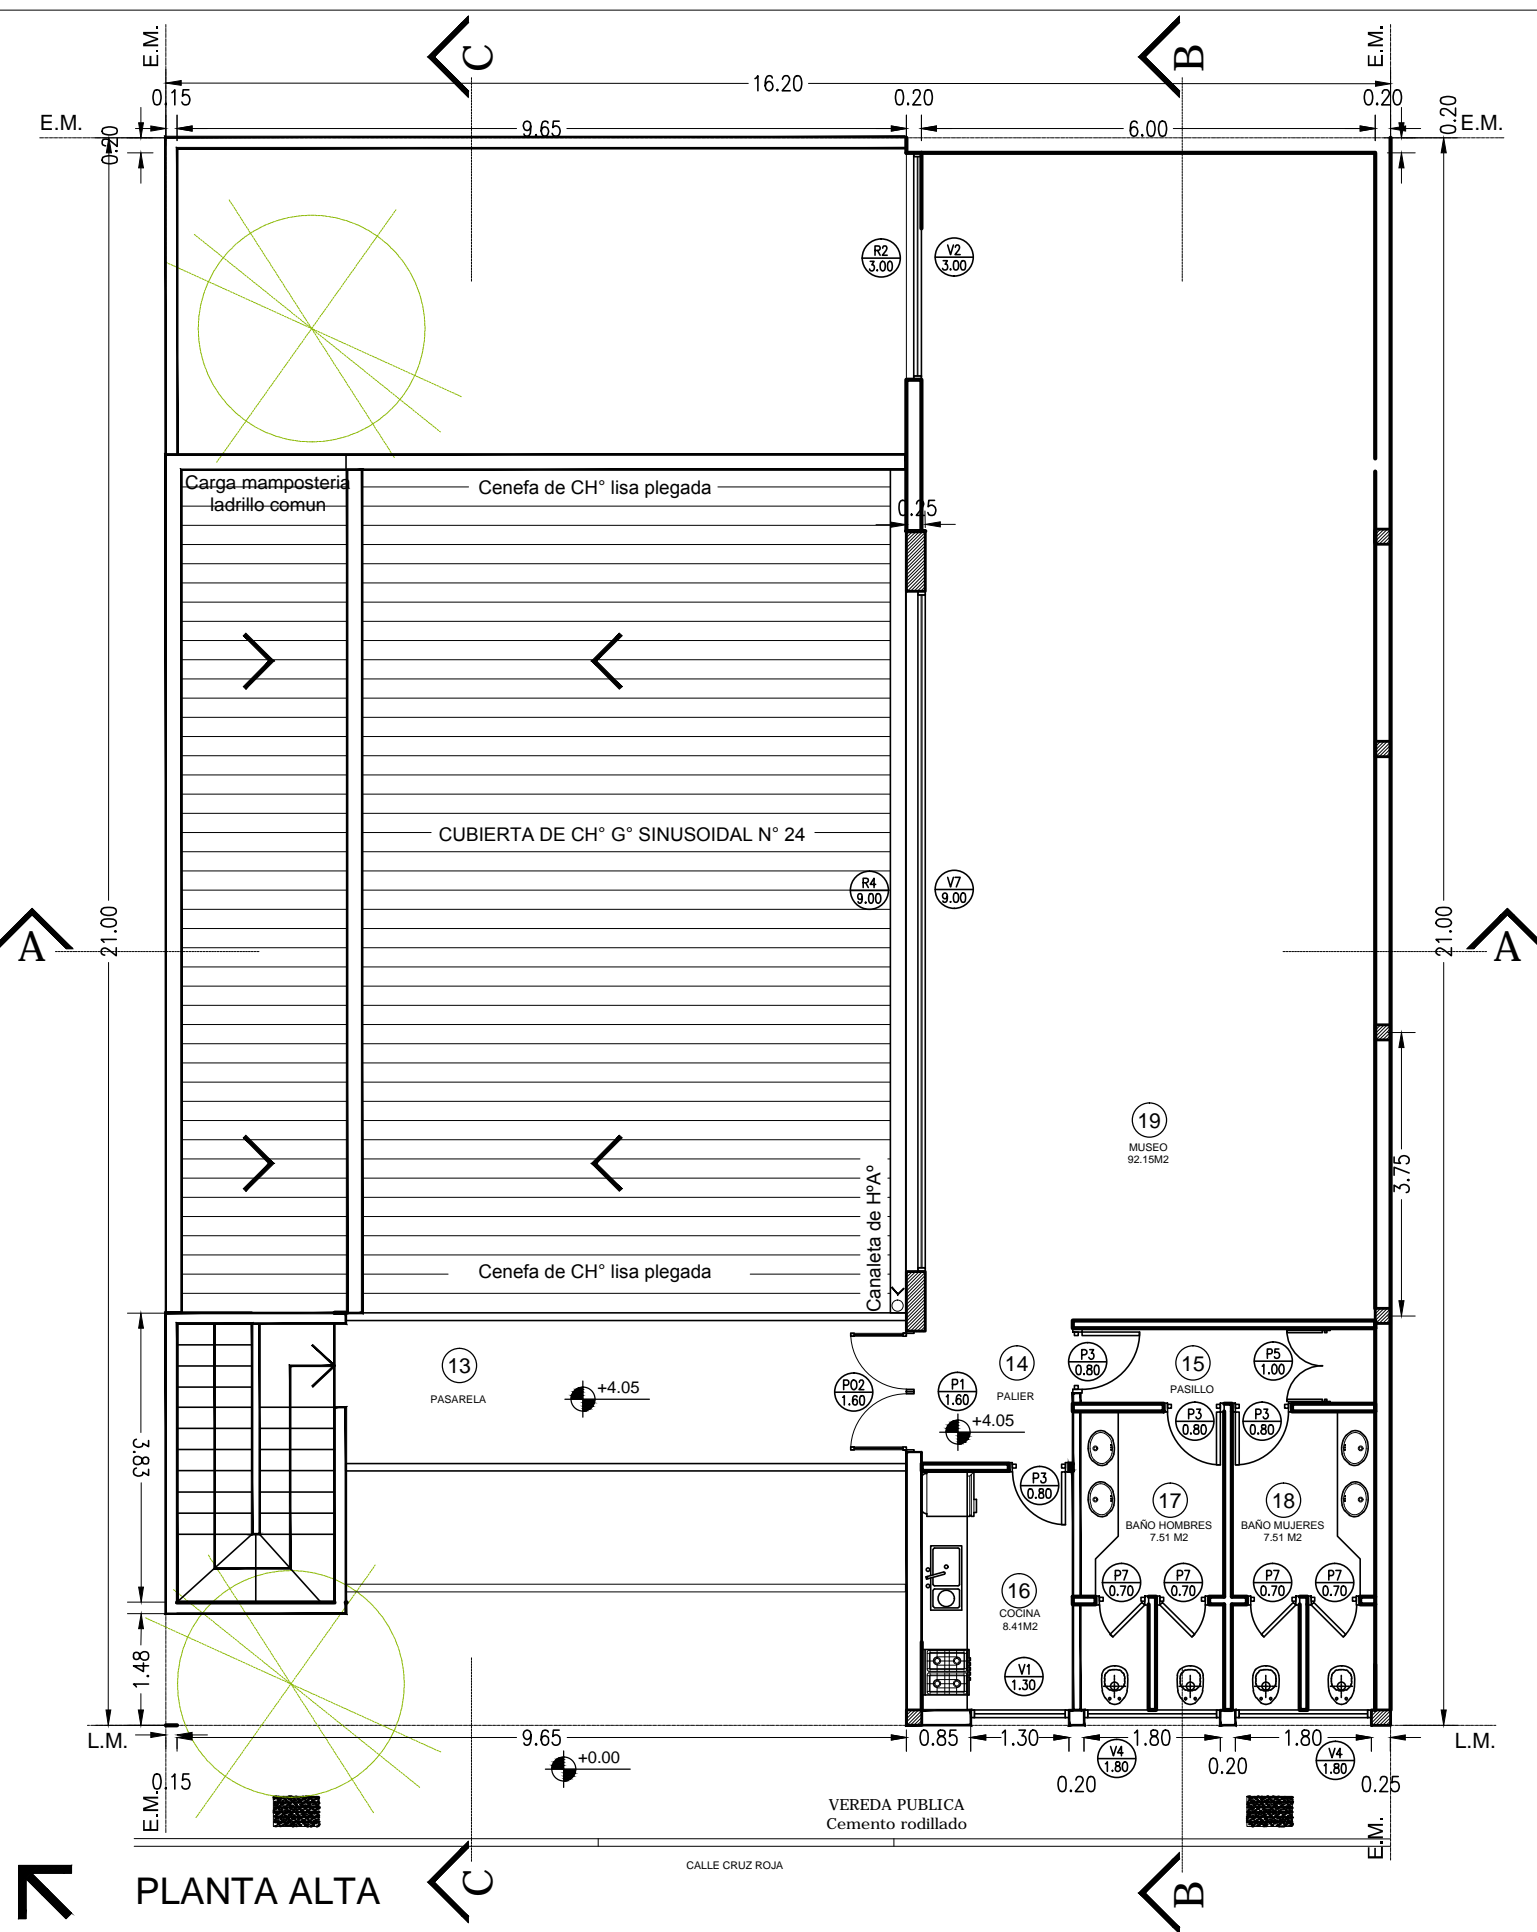 E.M.
C
B
E.M.
16.20
0.15
0.20
0.20
0.20
E.M.
9.65
6.00
E.M.
0.20
R2
3.00
V2
3.00
Carga mamposteria
ladrillo comun
Cenefa de CH° lisa plegada
0.25
CUBIERTA DE CH° G° SINUSOIDAL N° 24
R4
9.00
V7
9.00
A
21.00
21.00
A
19
MUSEO
92.15M2
3.75
Canaleta de HºAº
Cenefa de CH° lisa plegada
13
PASARELA
+4.05
PO2
1.60
P1
1.60
14
PALIER
+4.05
P3
0.80
15
PASILLO
P5
1.00
P3
0.80
P3
0.80
3.83
P3
0.80
17
BAÑO HOMBRES
7.51 M2
18
BAÑO MUJERES
7.51 M2
16
COCINA
8.41M2
P7
0.70
P7
0.70
P7
0.70
P7
0.70
1.48
V1
1.30
L.M.
9.65
0.85
1.30
1.80
1.80
L.M.
+0.00
V4
1.80
V4
1.80
0.15
0.20
0.20
0.25
E.M.
VEREDA PUBLICA
Cemento rodillado
E.M.
CALLE CRUZ ROJA
PLANTA ALTA
C
B